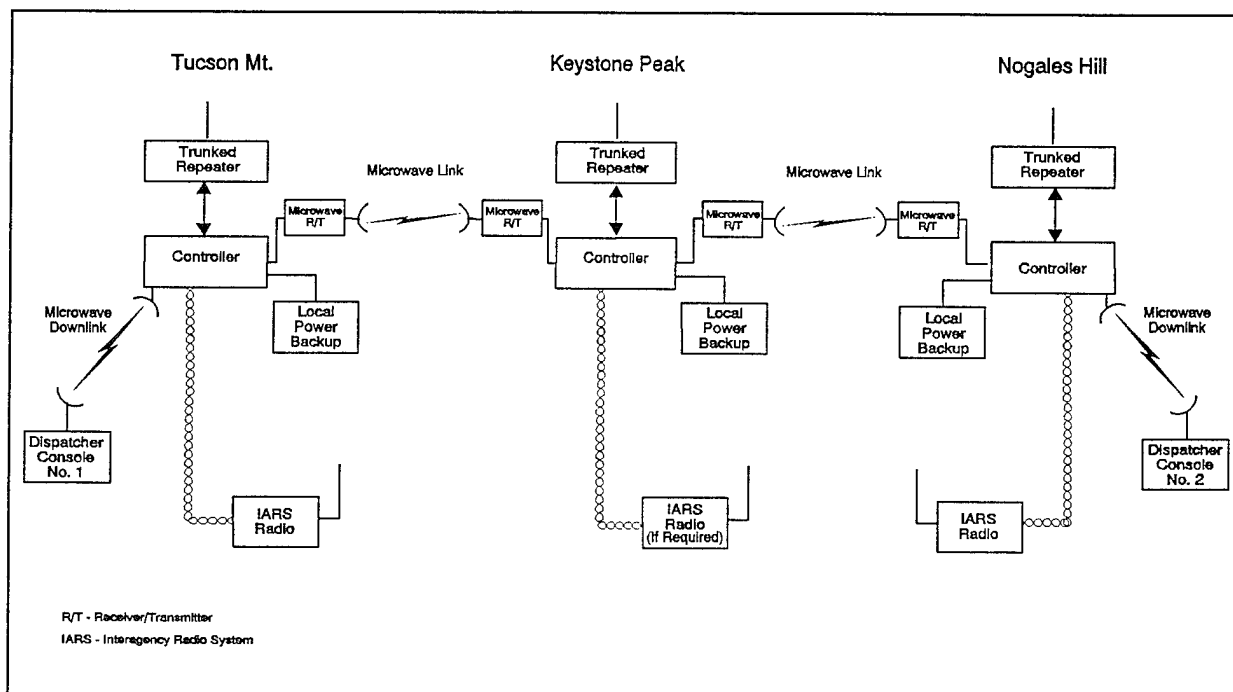 Tucson Mt.
Keystone Peak
Nogales Hill
Trunked
Repeater
Microwave Link
Trunked
Repeater
Microwave Link
Trunked
Repeater
Microwave
R/T
Microwave
R/T
Microwave
R/T
Microwave
R/T
Controller
Controller
Controller
Microwave
Downlink
Local
Power
Backup
Local
Power
Backup
Local
Power
Backup
Microwave
Downlink
Dispatcher
Console
No. 1
Dispatcher
Console
No. 2
IARS
Radio
IARS
Radio
(If Required)
IARS
Radio
R/T - Receiver/Transmitter
IARS - Interagency Radio System